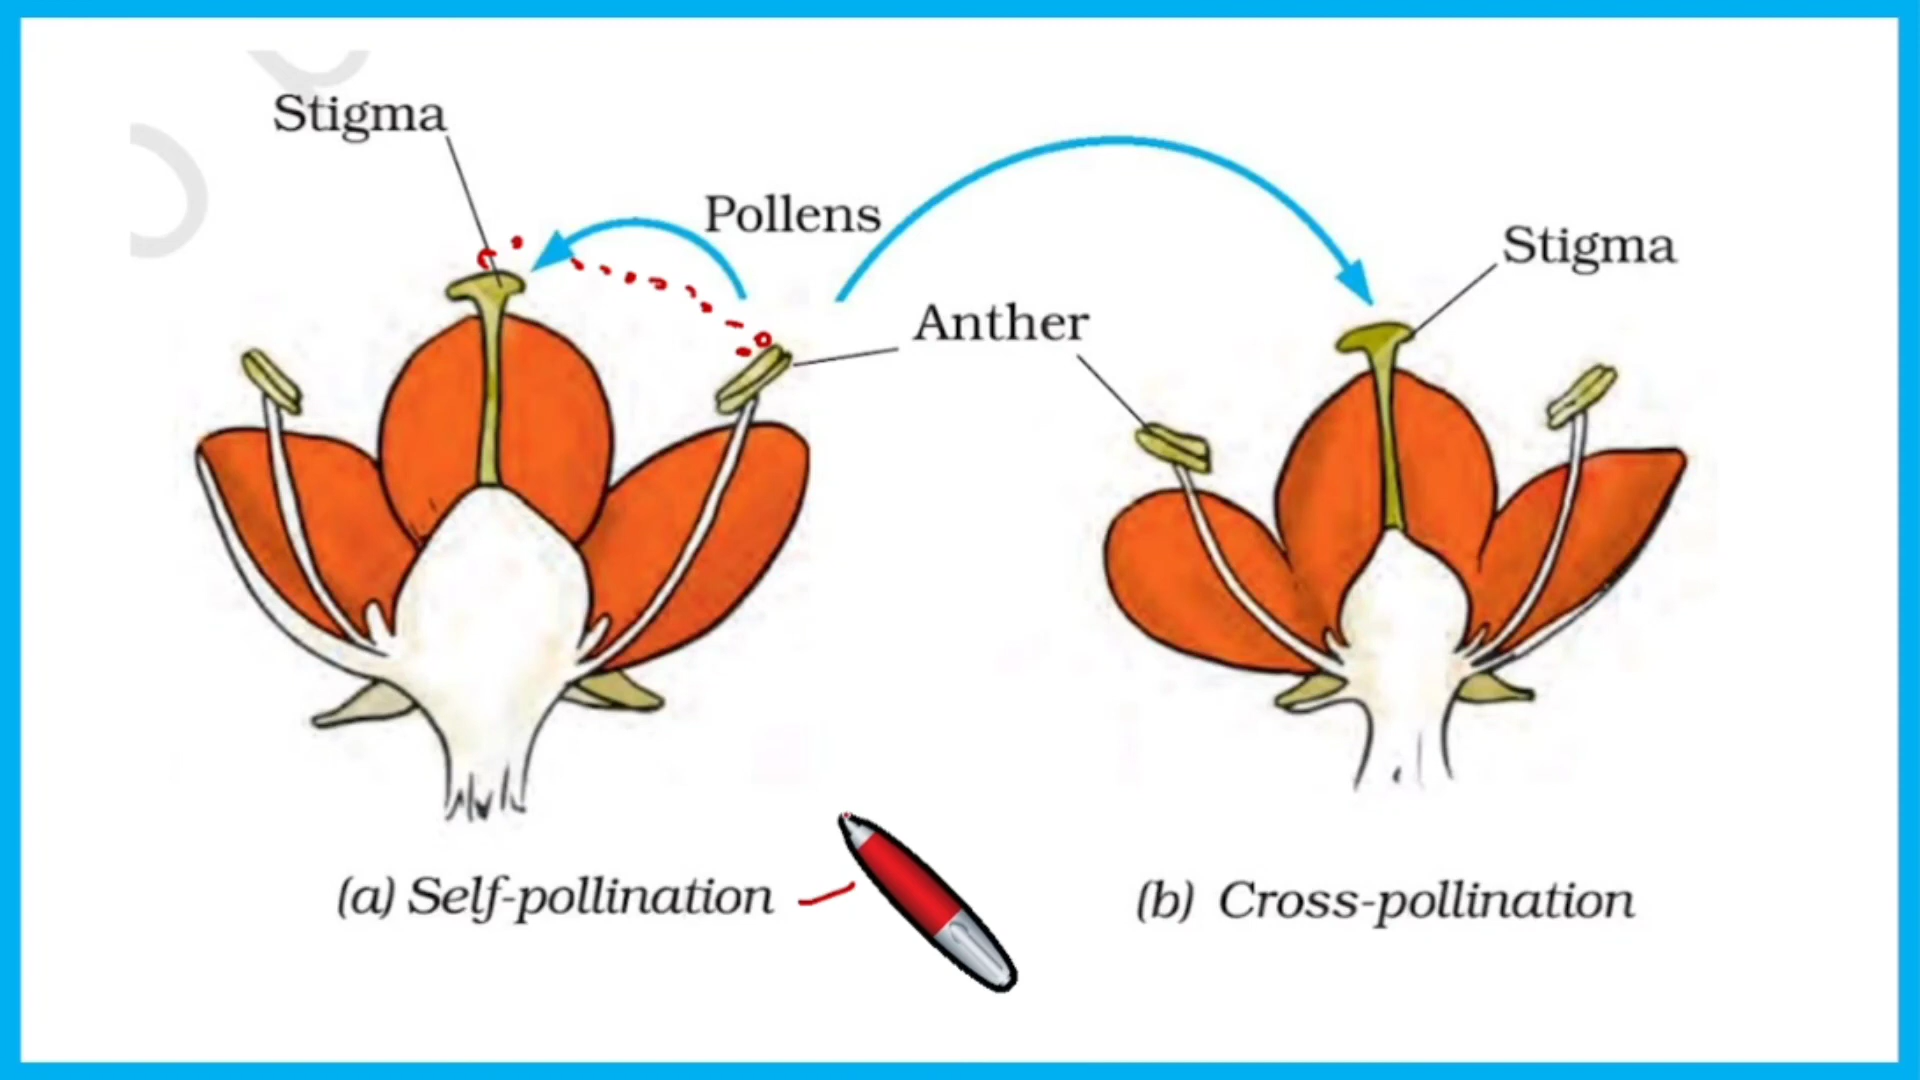 Stigma
Pollens
Stigma
Anther
(a) Self-pollination
(b) Cross-pollination